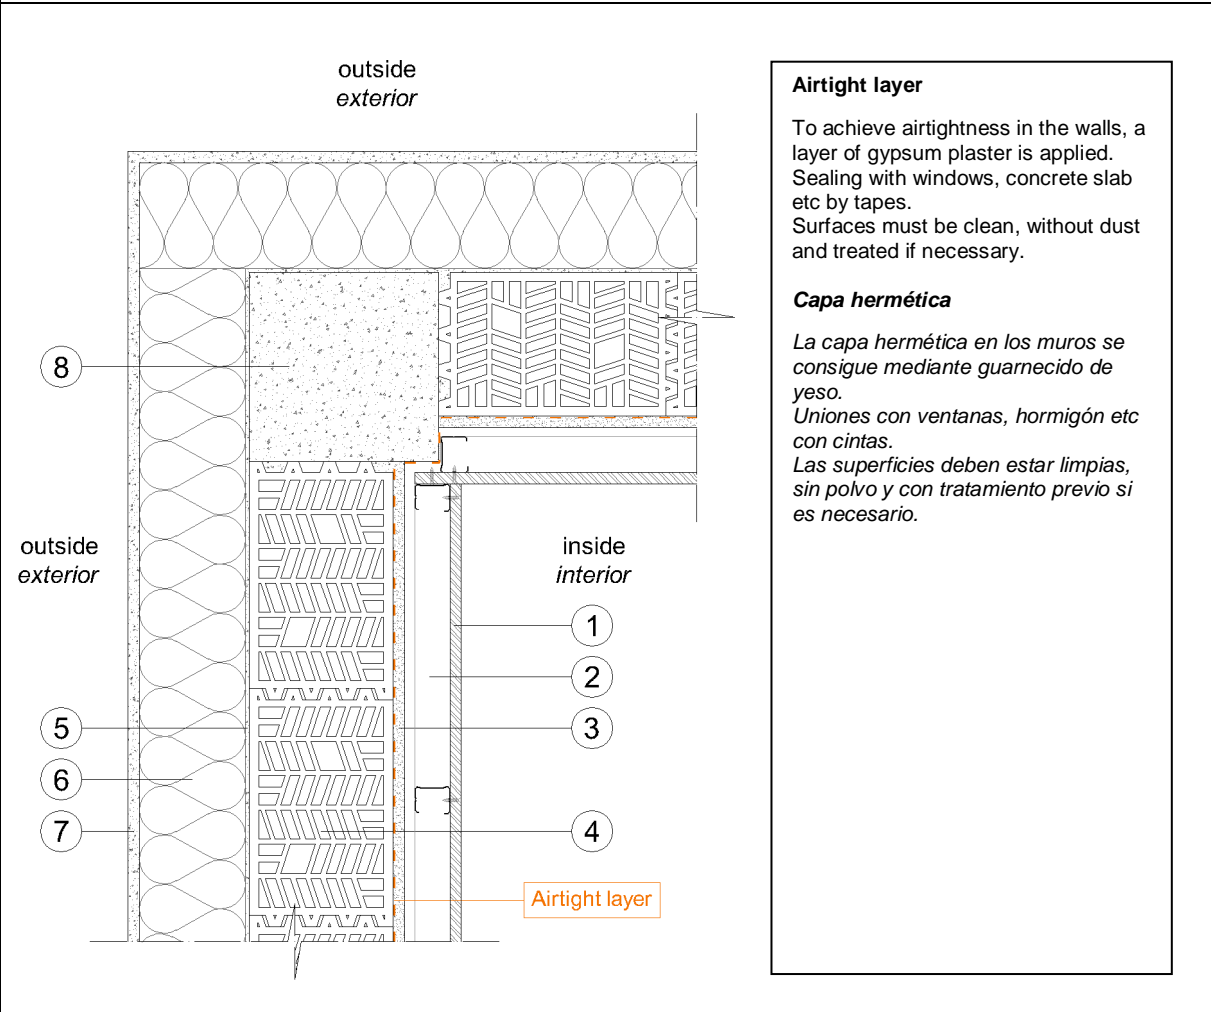 outside
exterior
Airtight layer
To achieve airtightness in the walls, a
layer of gypsum plaster is applied.
Sealing with windows, concrete slab
etc by tapes.
Surfaces must be clean, without dust
and treated if necessary.
Capa hermética
La capa hermética en los muros se
consigue mediante guarnecido de
yeso.
Uniones con ventanas, hormigón etc
con cintas.
Las superficies deben estar limpias,
sin polvo y con tratamiento previo si
es necesario.
8
outside
exterior
inside
interior
1
2
5
3
6
7
4
Airtight layer